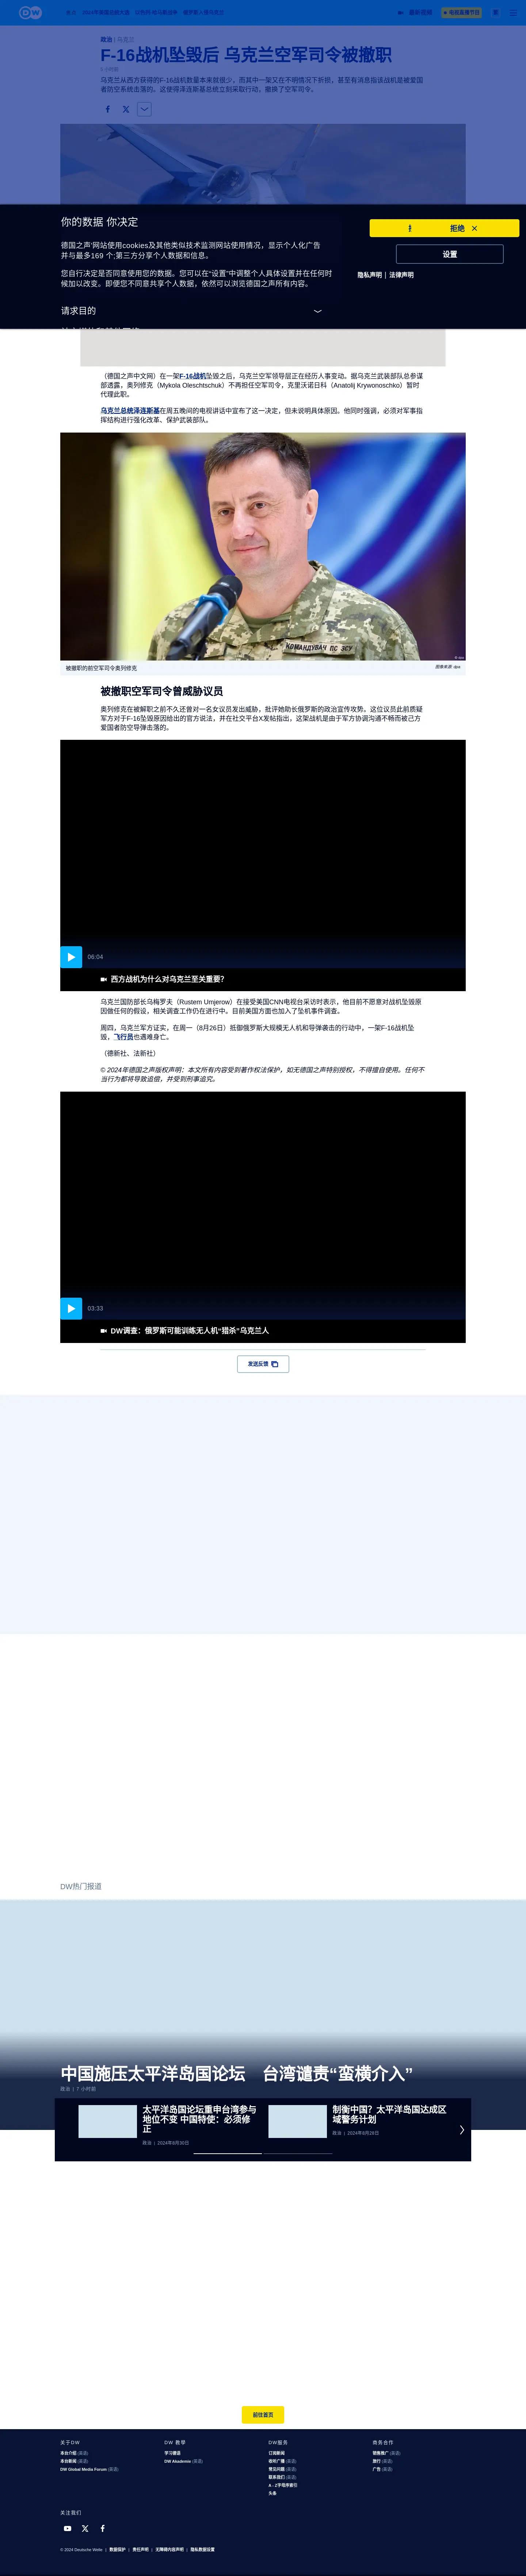 DW
2024年美国总统大选
以色列-哈马斯战争
俄罗斯入侵乌克兰
政治 | 乌克兰
F-16战机坠毁后 乌克兰空军司令被撤职
乌克兰从西方获得的F-16战机数量本来就很少，而其中一架又在不明情况下折损，甚至有消息指该战机是被爱国
者防空系统击落的。这使得泽连斯基总统立刻采取行动，撤换了空军司令。
你的数据 你决定
德国之声'网站使用cookies及其他类似技术监测网站使用情况，显示个人化广告
并与最多169 个;第三方分享个人数据和信息。
您自行决定是否同意使用您的数据。您可以在“设置”中调整个人具体设置并在任何时
候加以改变。即便您不同意共享个人数据，依然可以浏览德国之声所有内容。
请求目的
拒绝
设置
隐私声明 | 法律声明
（德国之声中文网）在一架F-16战机坠毁之后，乌克兰空军领导层正在经历人事变动。据乌克兰武装部队总参谋
部透露，奥列修克（Mykola Oleschtschuk）不再担任空军司令，克里沃诺日科（Anatolij Krywonoschko）暂时
代理此职。
乌克兰总统泽连斯基在周五晚间的电视讲话中宣布了这一决定，但未说明具体原因。他同时强调，必须对军事指
挥结构进行强化改革、保护武装部队。
КОМАНДУВАЧ ПС ЗСУ
© dpa
被撤职的前空军司令奥列修克
图像来源: dpa
被撤职空军司令曾威胁议员
奥列修克在被解职之前不久还曾对一名女议员发出威胁，批评她助长俄罗斯的政治宣传攻势。这位议员此前质疑
军方对于F-16坠毁原因给出的官方说法，并在社交平台X发帖指出，这架战机是由于军方协调沟通不畅而被己方
爱国者防空导弹击落的。
06:04
西方战机为什么对乌克兰至关重要？
乌克兰国防部长乌梅罗夫（Rustem Umjerow）在接受美国CNN电视台采访时表示，他目前不愿意对战机坠毁原
因做任何的假设，相关调查工作仍在进行中。目前美国方面也加入了坠机事件调查。
周四，乌克兰军方证实，在周一（8月26日）抵御俄罗斯大规模无人机和导弹袭击的行动中，一架F-16战机坠
毁，飞行员也遇难身亡。
（德新社、法新社）
© 2024年德国之声版权声明：本文所有内容受到著作权法保护，如无德国之声特别授权，不得擅自使用。任何不
当行为都将导致追偿，并受到刑事追究。
03:33
DW调查：俄罗斯可能训练无人机“猎杀”乌克兰人
发送反馈
DW热门报道
中国施压太平洋岛国论坛 台湾谴责“蛮横介入”
政治 | 7 小时前
太平洋岛国论坛重申台湾参与
地位不变 中国特使：必须修
正
政治 | 2024年8月30日
制衡中国？太平洋岛国达成区
域警务计划
政治 | 2024年8月28日
前往首页
关于DW
本台介绍 (英语)
本台新闻 (英语)
DW Global Media Forum (英语)
DW 教學
学习德语
DW Akademie (英语)
DW服务
订阅新闻
收听广播 (英语)
常见问题 (英语)
联系我们 (英语)
A - Z字母序索引
头条
商务合作
销售推广 (英语)
旅行 (英语)
广告 (英语)
关注我们
© 2024 Deutsche Welle | 数据保护 | 责任声明 | 无障碍内容声明 | 隐私数据设置